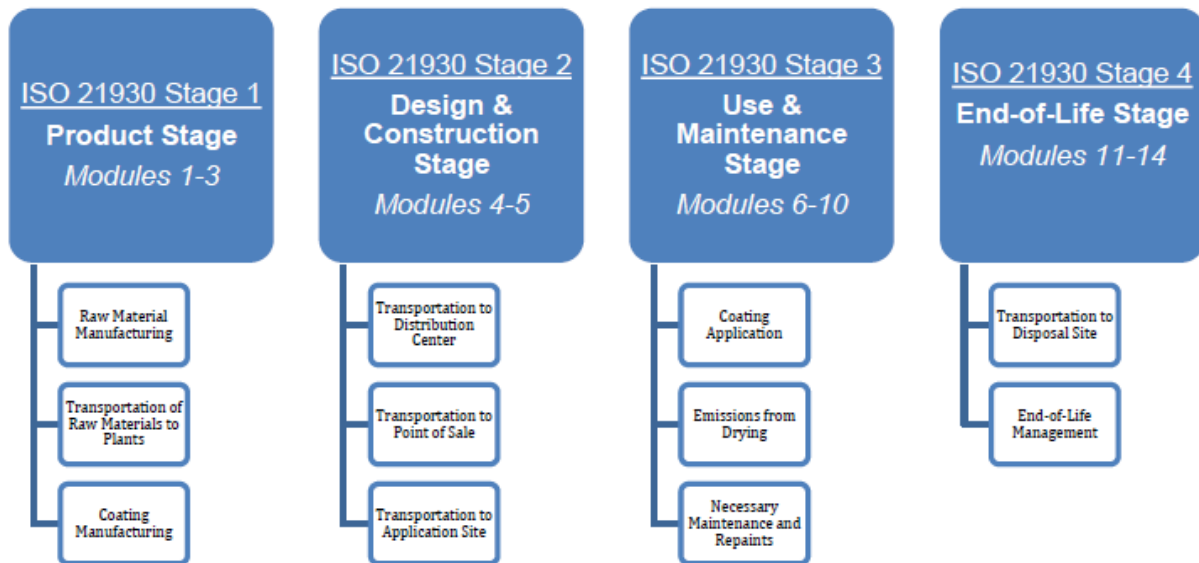 ISO 21930 Stage 1
Product Stage
Modules 1-3
Raw Material
Manufacturing
Transportation of
Raw Materials to
Plants
Coating
Manufacturing
ISO 21930 Stage 2
Design &
Construction
Stage
Modules 4-5
Transportation to
Distribution
Center
Transportation to
Point of Sale
Transportation to
Application Site
ISO 21930 Stage 3
Use &
Maintenance
Stage
Modules 6-10
Coating
Application
Emissions from
Drying
Necessary
Maintenance and
Repaints
ISO 21930 Stage 4
End-of-Life Stage
Modules 11-14
Transportation to
Disposal Site
End-of-Life
Management